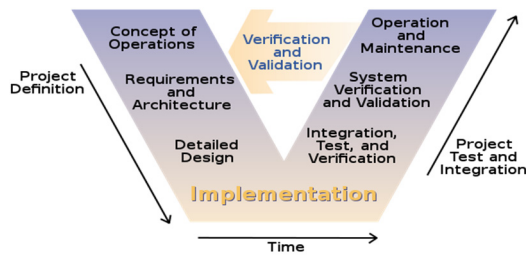 Concept of
Operations
Verification
and
Validation
Operation
and
Maintenance
Project
Definition
Requirements
and
Architecture
System
Verification
and Validation
Detailed
Design
Integration,
Test, and
Verification
Project
Test and
Integration
Implementation
Time